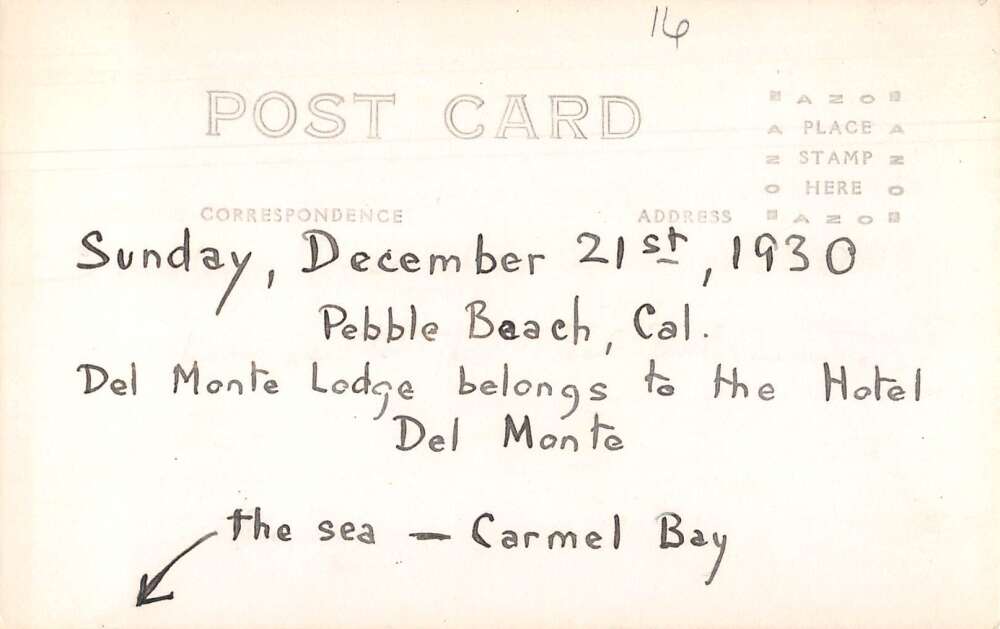 16
POST CARD
AZO
A PLACE A
Z STAMP Z
O HERE O
CORRESPONDENCE ADDRESS AZO
Sunday, December 21st, 1930
Pebble Beach, Cal.
Del Monte Lodge belongs to the Hotel
Del Monte
the sea — Carmel Bay